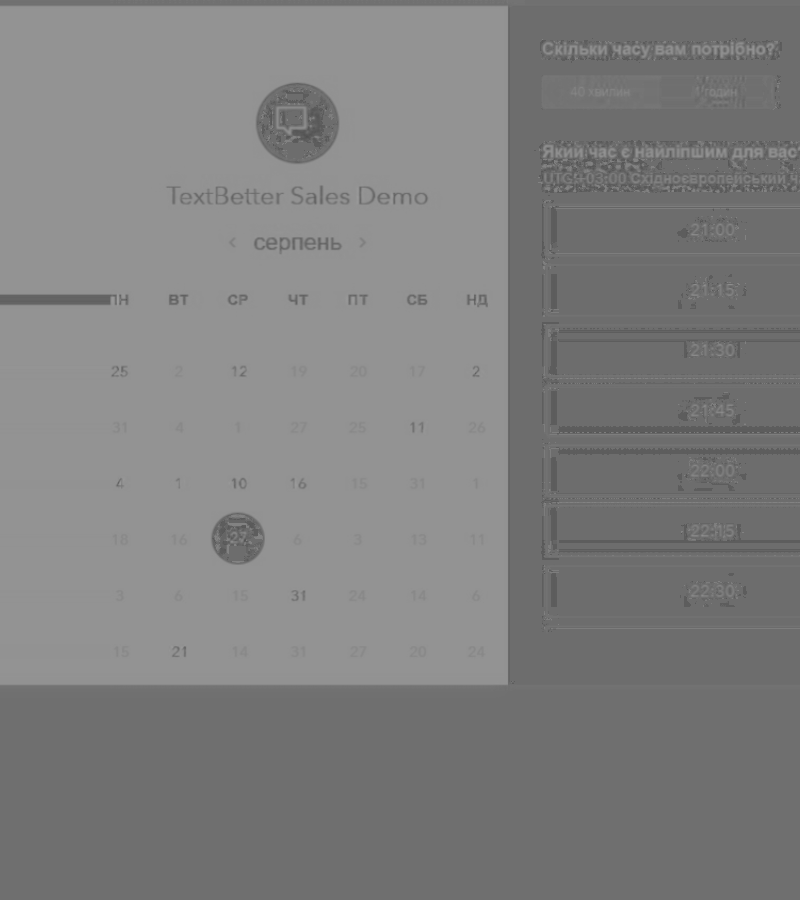 TextBetter Sales Demo
< серпень >
ПН ВТ СР ЧТ ПТ СБ НД
25 2 12 19 20 17 2
31 4 1 27 25 11 26
4 1 10 16 15 31 1
18 16 27 6 3 13 11
3 6 15 31 24 14 6
15 21 14 31 27 20 24
Скільки часу вам потрібно?
40 хвилин 1 годин
Який час є найліпшим для вас?
UTC +03:00 Східноєвропейський
21:00
21:15
21:30
21:45
22:00
22:15
22:30